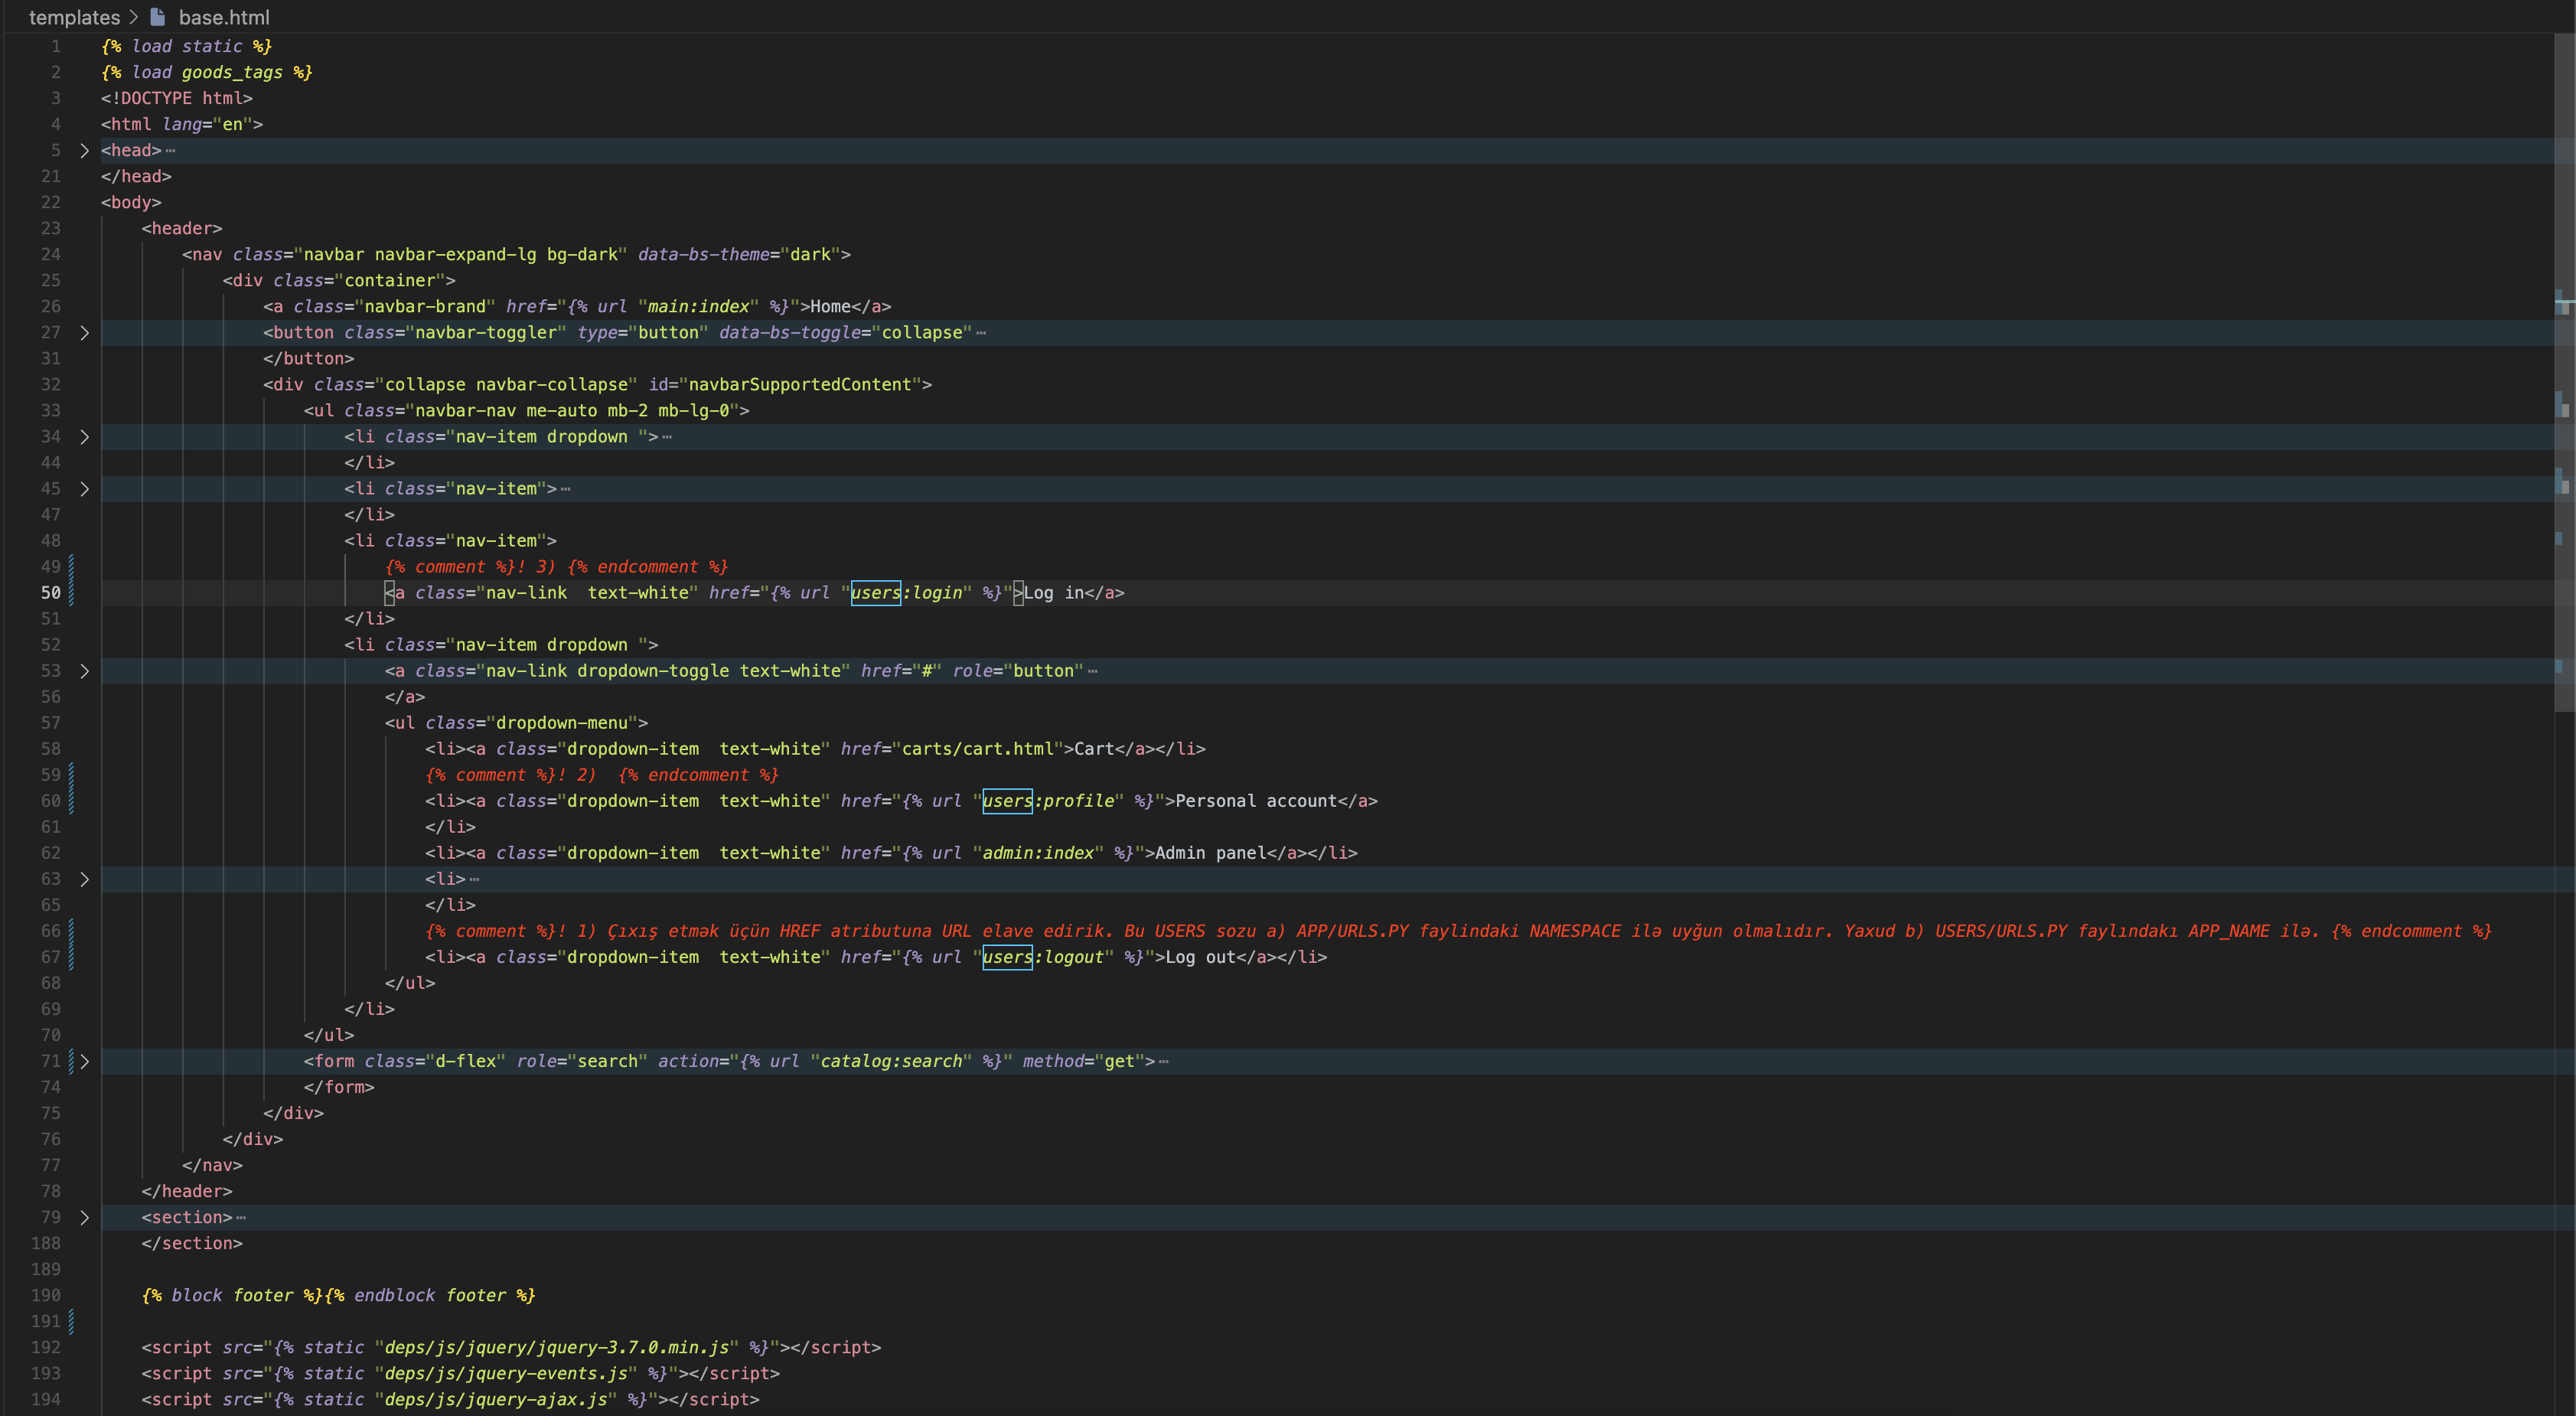 templates > base.html
1 {% load static %}
2 {% load goods_tags %}
3 <!DOCTYPE html>
4 <html lang="en">
5 > <head>⋯
21 </head>
22 <body>
23 <header>
24 <nav class="navbar navbar-expand-lg bg-dark" data-bs-theme="dark">
25 <div class="container">
26 <a class="navbar-brand" href="{% url "main:index" %}">Home</a>
27 > <button class="navbar-toggler" type="button" data-bs-toggle="collapse"⋯
31 </button>
32 <div class="collapse navbar-collapse" id="navbarSupportedContent">
33 <ul class="navbar-nav me-auto mb-2 mb-lg-0">
34 > <li class="nav-item dropdown ">⋯
44 </li>
45 > <li class="nav-item">⋯
47 </li>
48 <li class="nav-item">
49 {% comment %}! 3) {% endcomment %}
50 <a class="nav-link  text-white" href="{% url "users:login" %}">Log in</a>
51 </li>
52 <li class="nav-item dropdown ">
53 > <a class="nav-link dropdown-toggle text-white" href="#" role="button"⋯
56 </a>
57 <ul class="dropdown-menu">
58 <li><a class="dropdown-item  text-white" href="carts/cart.html">Cart</a></li>
59 {% comment %}! 2)  {% endcomment %}
60 <li><a class="dropdown-item  text-white" href="{% url "users:profile" %}">Personal account</a>
61 </li>
62 <li><a class="dropdown-item  text-white" href="{% url "admin:index" %}">Admin panel</a></li>
63 > <li>⋯
65 </li>
66 {% comment %}! 1) Çıxış etmək üçün HREF atributuna URL elave edirik. Bu USERS sozu a) APP/URLS.PY faylindaki NAMESPACE ilə uyğun olmalıdır. Yaxud b) USERS/URLS.PY faylındakı APP_NAME ilə. {% endcomment %}
67 <li><a class="dropdown-item  text-white" href="{% url "users:logout" %}">Log out</a></li>
68 </ul>
69 </li>
70 </ul>
71 > <form class="d-flex" role="search" action="{% url "catalog:search" %}" method="get">⋯
74 </form>
75 </div>
76 </div>
77 </nav>
78 </header>
79 > <section>⋯
188 </section>
189
190 {% block footer %}{% endblock footer %}
191
192 <script src="{% static "deps/js/jquery/jquery-3.7.0.min.js" %}"></script>
193 <script src="{% static "deps/js/jquery-events.js" %}"></script>
194 <script src="{% static "deps/js/jquery-ajax.js" %}"></script>